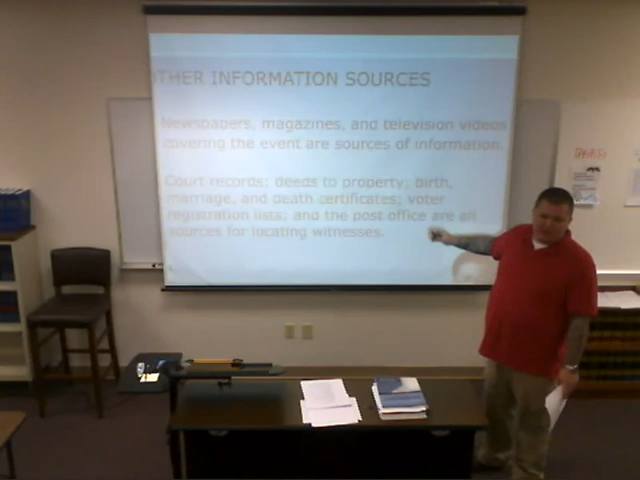 THER INFORMATION SOURCES
Newspapers, magazines, and television videos
covering the event are sources of information.
Court records; deeds to property; birth,
marriage, and death certificates; voter
registration lists; and the post office are all
sources for locating witnesses.